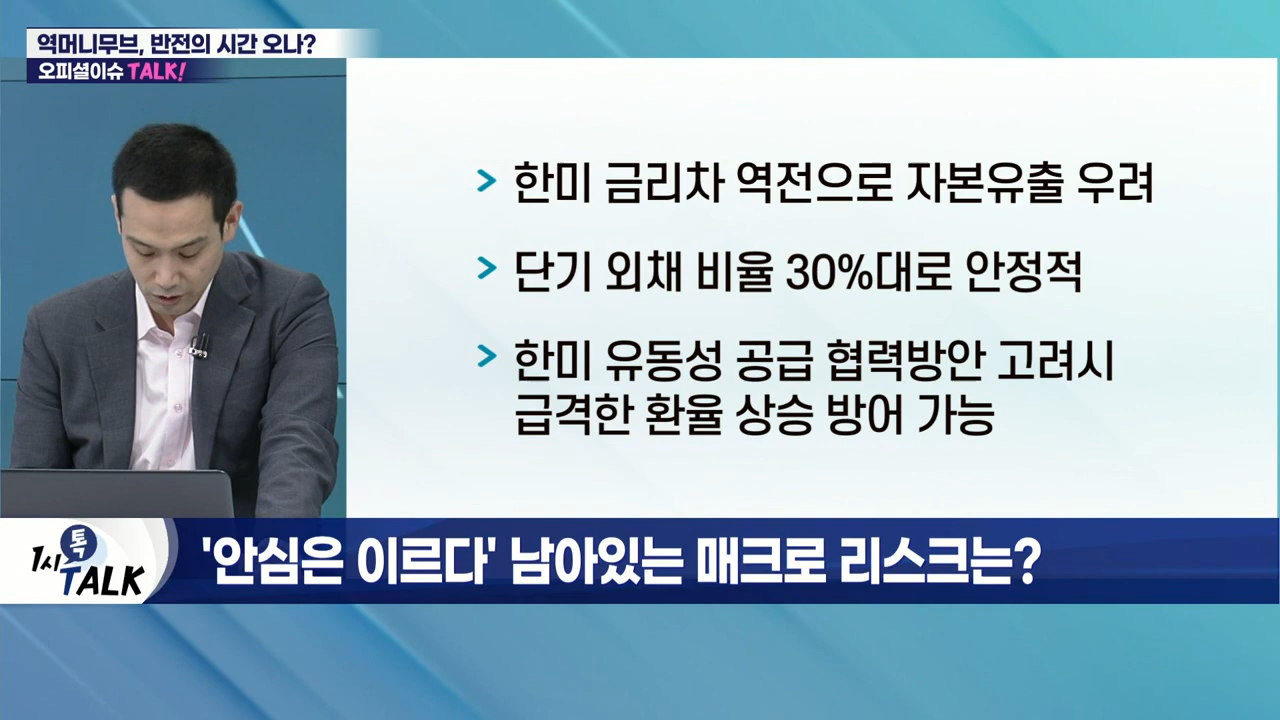 역머니무브, 반전의 시간 오나?
오피셜이슈 TALK!
> 한미 금리차 역전으로 자본유출 우려
> 단기 외채 비율 30%대로 안정적
> 한미 유동성 공급 협력방안 고려시
급격한 환율 상승 방어 가능
1시 톡 TALK
'안심은 이르다' 남아있는 매크로 리스크는?